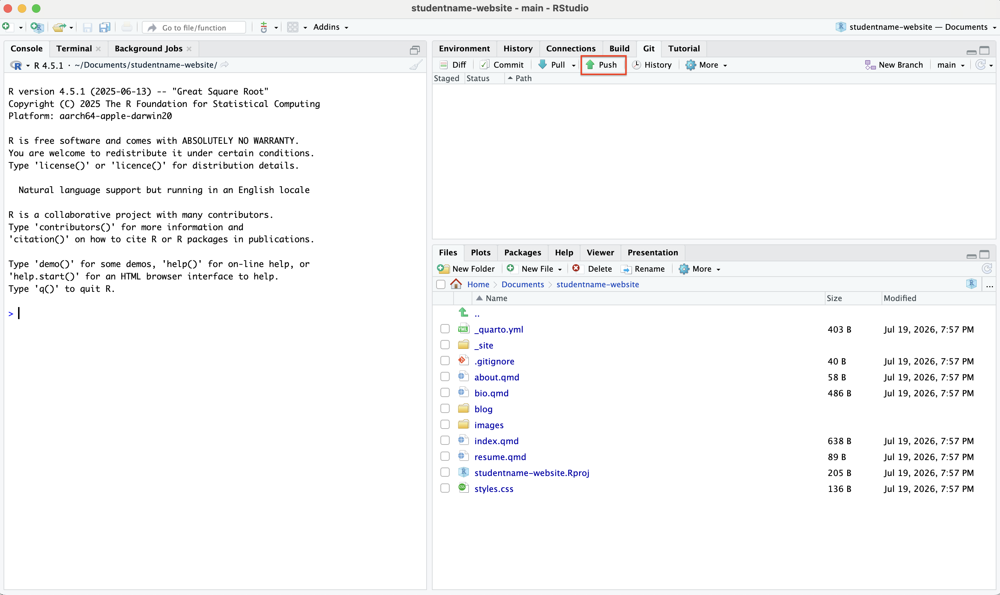 studentname-website - main - RStudio
Go to file/function
Addins
studentname-website — Documents
Console
Terminal
Background Jobs
R 4.5.1 · ~/Documents/studentname-website/
R version 4.5.1 (2025-06-13) -- "Great Square Root"
Copyright (C) 2025 The R Foundation for Statistical Computing
Platform: aarch64-apple-darwin20
R is free software and comes with ABSOLUTELY NO WARRANTY.
You are welcome to redistribute it under certain conditions.
Type 'license()' or 'licence()' for distribution details.
Natural language support but running in an English locale
R is a collaborative project with many contributors.
Type 'contributors()' for more information and
'citation()' on how to cite R or R packages in publications.
Type 'demo()' for some demos, 'help()' for on-line help, or
'help.start()' for an HTML browser interface to help.
Type 'q()' to quit R.
>
Environment
History
Connections
Build
Git
Tutorial
Diff
Commit
Pull
Push
History
More
New Branch
main
Staged
Status
Path
Files
Plots
Packages
Help
Viewer
Presentation
New Folder
New File
Delete
Rename
More
Home
Documents
studentname-website
...
Name
Size
Modified
..
_quarto.yml 403 B Jul 19, 2026, 7:57 PM
_site
.gitignore 40 B Jul 19, 2026, 7:57 PM
about.qmd 58 B Jul 19, 2026, 7:57 PM
bio.qmd 486 B Jul 19, 2026, 7:57 PM
blog
images
index.qmd 638 B Jul 19, 2026, 7:57 PM
resume.qmd 89 B Jul 19, 2026, 7:57 PM
studentname-website.Rproj 205 B Jul 19, 2026, 7:57 PM
styles.css 136 B Jul 19, 2026, 7:57 PM